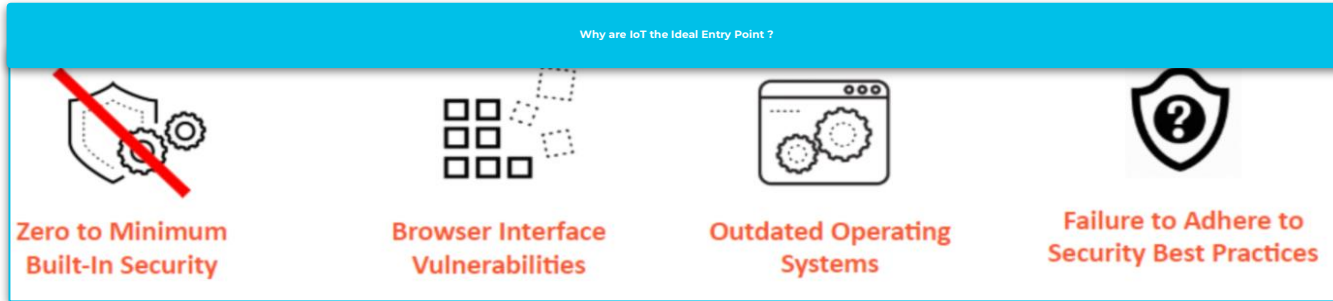 Why are IoT the Ideal Entry Point ?
Zero to Minimum
Built-In Security
Browser Interface
Vulnerabilities
Outdated Operating
Systems
Failure to Adhere to
Security Best Practices